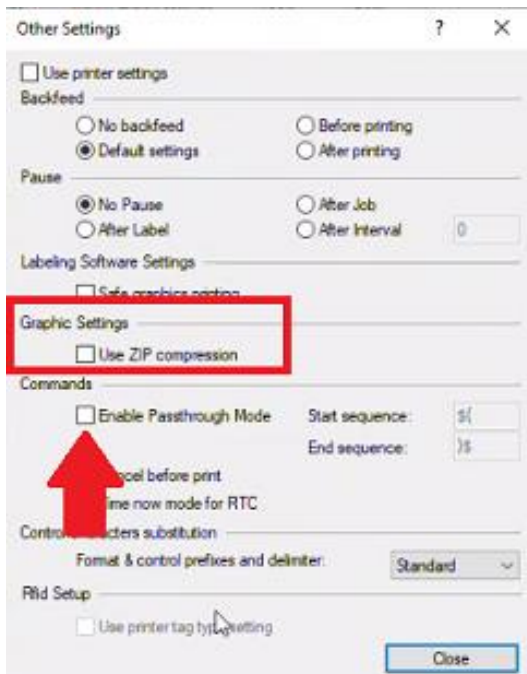 Other Settings ? ×
Use printer settings
Backfeed
No backfeed Before printing
Default settings After printing
Pause
No Pause After Job
After Label After Interval 0
Labeling Software Settings
Safe graphics printing
Graphic Settings
Use ZIP compression
Commands
Enable Passthrough Mode Start sequence: ${
End sequence: }$
before print
now mode for RTC
substitution
Format & control prefixes and delimiter: Standard
Rfid Setup
Use printer tag type setting
Close